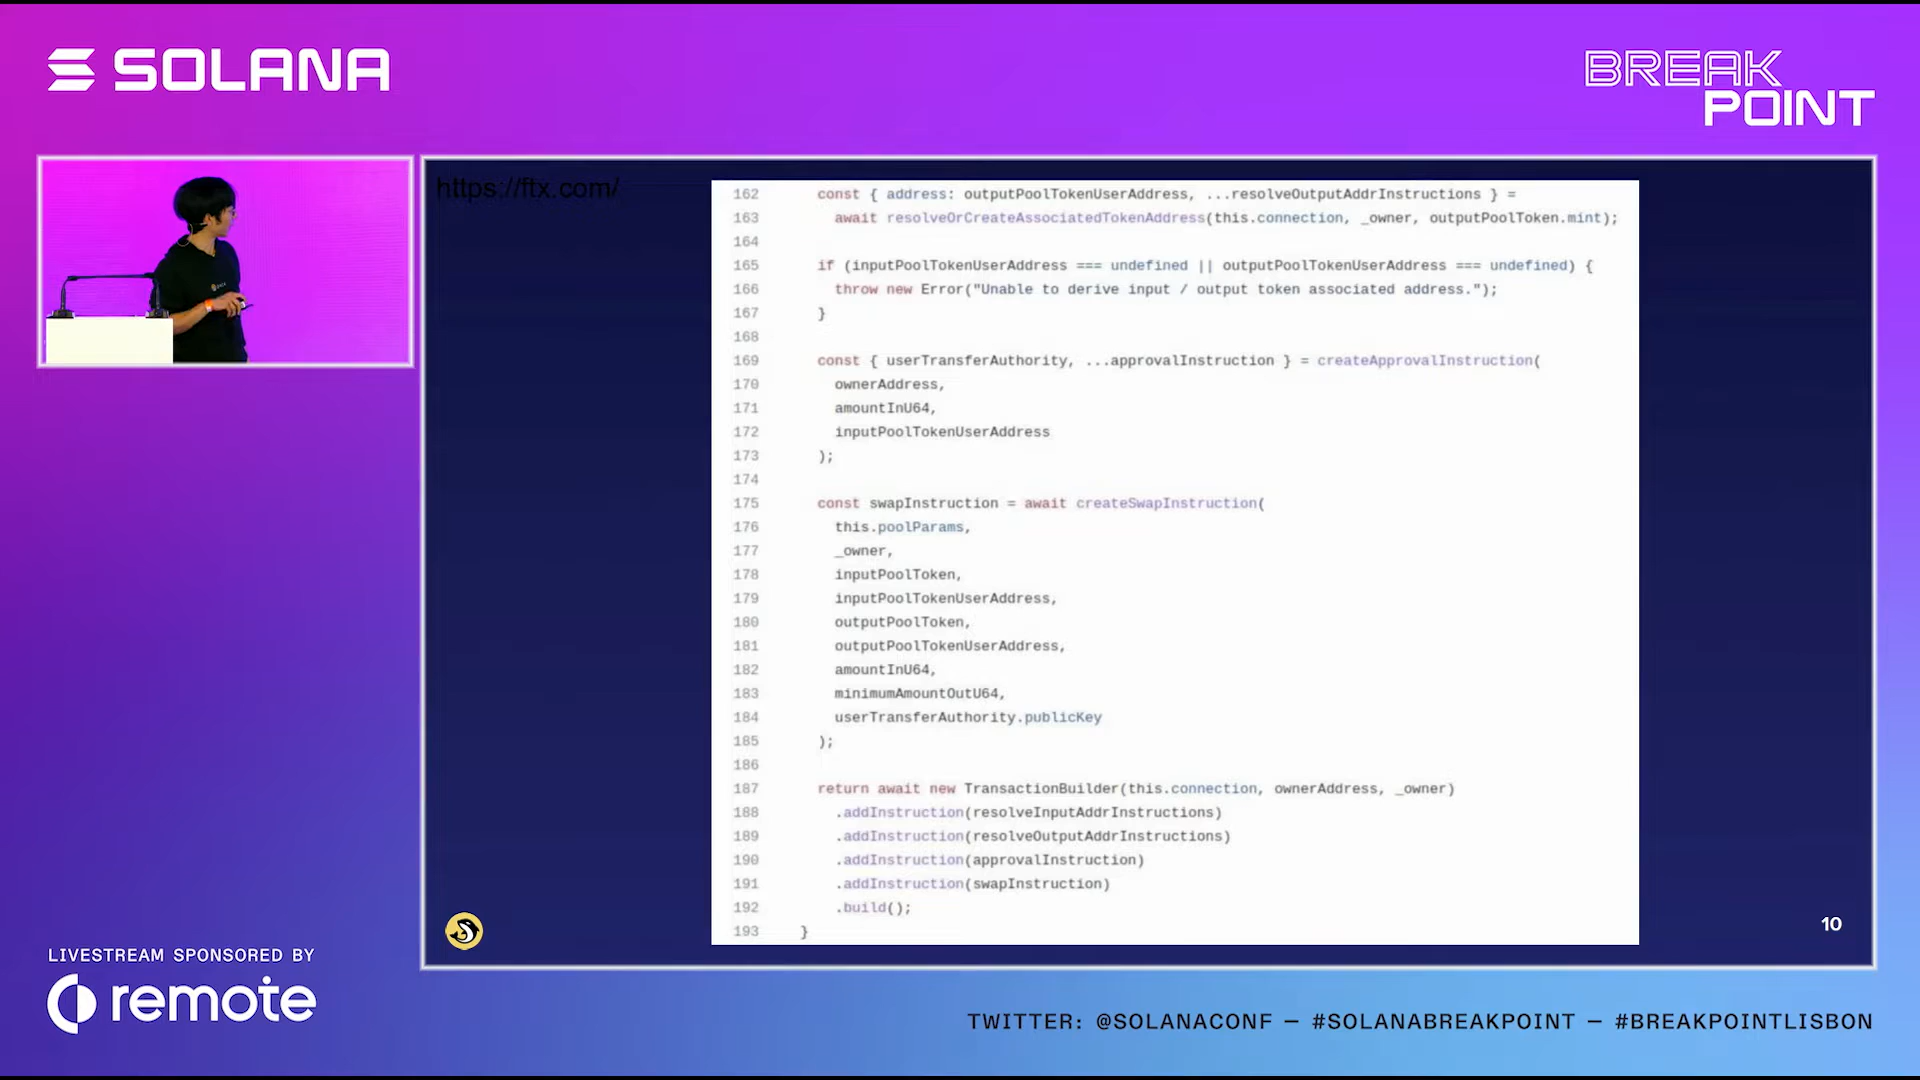 SOLANA
BREAK
POINT
https://ftx.com/
162 const { address: outputPoolTokenUserAddress, ...resolveOutputAddrInstructions } =
163 await resolveOrCreateAssociatedTokenAddress(this.connection, _owner, outputPoolToken.mint);
164
165 if (inputPoolTokenUserAddress === undefined || outputPoolTokenUserAddress === undefined) {
166 throw new Error("Unable to derive input / output token associated address.");
167 }
168
169 const { userTransferAuthority, ...approvalInstruction } = createApprovalInstruction(
170 ownerAddress,
171 amountInU64,
172 inputPoolTokenUserAddress
173 );
174
175 const swapInstruction = await createSwapInstruction(
176 this.poolParams,
177 _owner,
178 inputPoolToken,
179 inputPoolTokenUserAddress,
180 outputPoolToken,
181 outputPoolTokenUserAddress,
182 amountInU64,
183 minimumAmountOutU64,
184 userTransferAuthority.publicKey
185 );
186
187 return await new TransactionBuilder(this.connection, ownerAddress, _owner)
188 .addInstruction(resolveInputAddrInstructions)
189 .addInstruction(resolveOutputAddrInstructions)
190 .addInstruction(approvalInstruction)
191 .addInstruction(swapInstruction)
192 .build();
193 }
10
LIVESTREAM SPONSORED BY
remote
TWITTER: @SOLANACONF — #SOLANABREAKPOINT — #BREAKPOINTLISBON